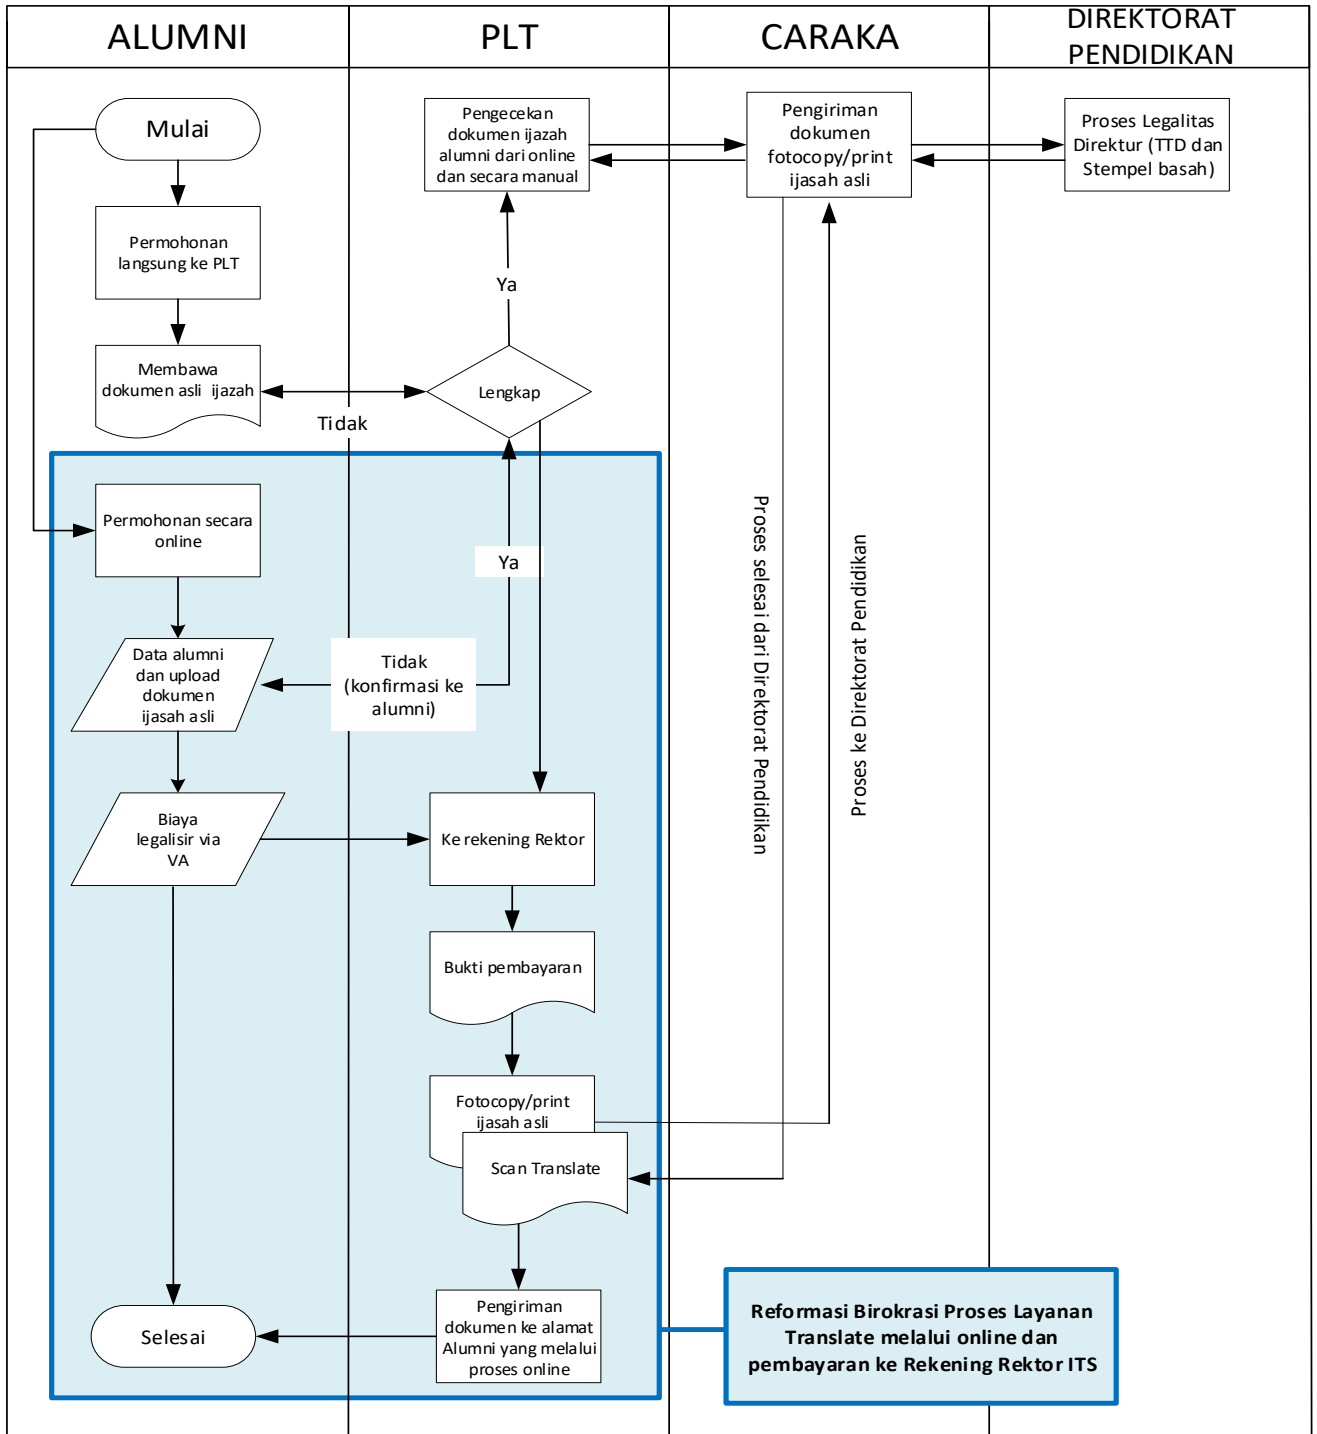 ALUMNI
PLT
CARAKA
DIREKTORAT
PENDIDIKAN
Mulai
Permohonan
langsung ke PLT
Membawa
dokumen asli ijazah
Tidak
Pengecekan
dokumen ijazah
alumni dari online
dan secara manual
Ya
Lengkap
Pengiriman
dokumen
fotocopy/print
ijasah asli
Proses Legalitas
Direktur (TTD dan
Stempel basah)
Permohonan secara
online
Ya
Data alumni
dan upload
dokumen
ijasah asli
Tidak
(konfirmasi ke
alumni)
Biaya
legalisir via
VA
Ke rekening Rektor
Bukti pembayaran
Fotocopy/print
ijasah asli
Scan Translate
Proses selesai dari Direktorat Pendidikan
Proses ke Direktorat Pendidikan
Pengiriman
dokumen ke alamat
Alumni yang melalui
proses online
Selesai
Reformasi Birokrasi Proses Layanan
Translate melalui online dan
pembayaran ke Rekening Rektor ITS